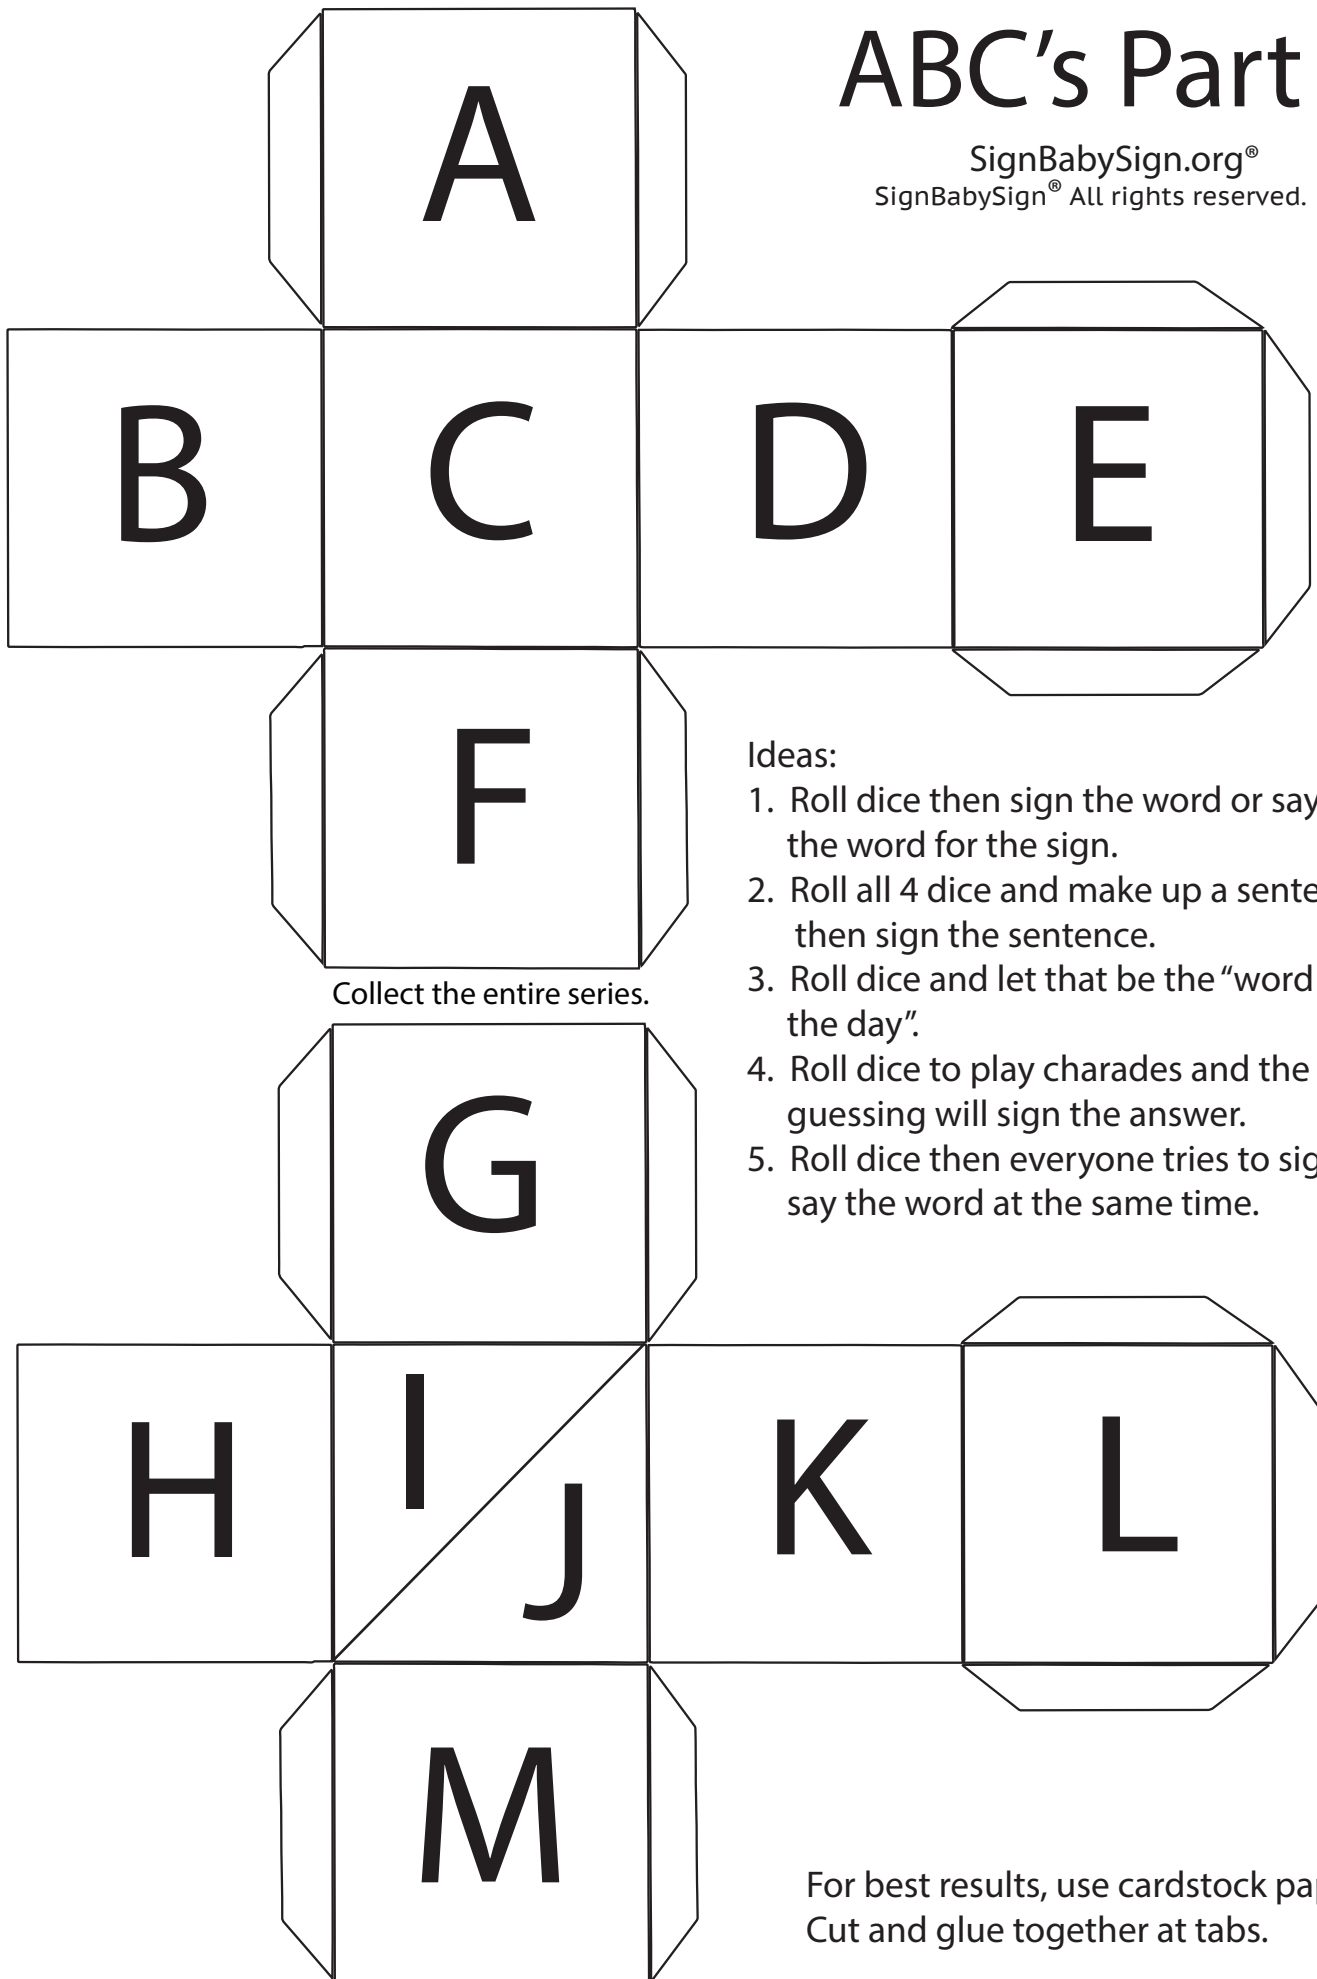 ABC's Part
SignBabySign.org®
SignBabySign® All rights reserved.
A
B C D E
F
Ideas:
1. Roll dice then sign the word or say
the word for the sign.
2. Roll all 4 dice and make up a sente
then sign the sentence.
3. Roll dice and let that be the “word
the day”.
4. Roll dice to play charades and the
guessing will sign the answer.
5. Roll dice then everyone tries to sig
say the word at the same time.
Collect the entire series.
G
H I J K L
M
For best results, use cardstock pa
Cut and glue together at tabs.